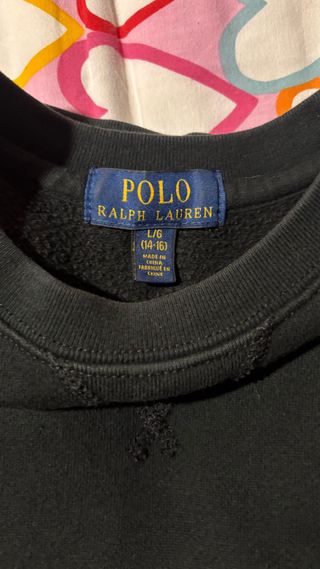 POLO
RALPH LAUREN
L/G
(14-16)
MADE IN
CHINA
FABRIQUÉ EN
CHINE